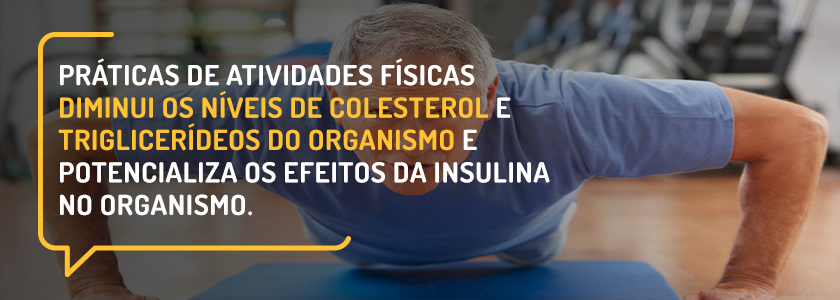 PRÁTICAS DE ATIVIDADES FÍSICAS
DIMINUI OS NÍVEIS DE COLESTEROL E
TRIGLICERÍDEOS DO ORGANISMO E
POTENCIALIZA OS EFEITOS DA INSULINA
NO ORGANISMO.